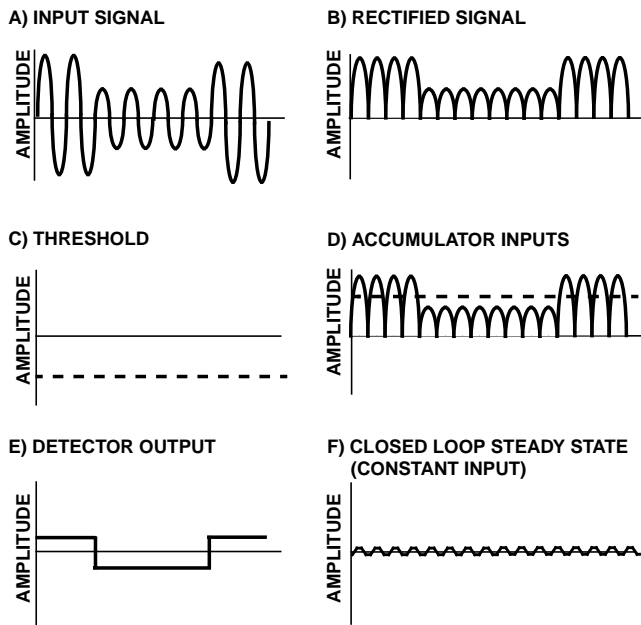 A) INPUT SIGNAL
AMPLITUDE
B) RECTIFIED SIGNAL
AMPLITUDE
C) THRESHOLD
AMPLITUDE
D) ACCUMULATOR INPUTS
AMPLITUDE
E) DETECTOR OUTPUT
AMPLITUDE
F) CLOSED LOOP STEADY STATE
(CONSTANT INPUT)
AMPLITUDE